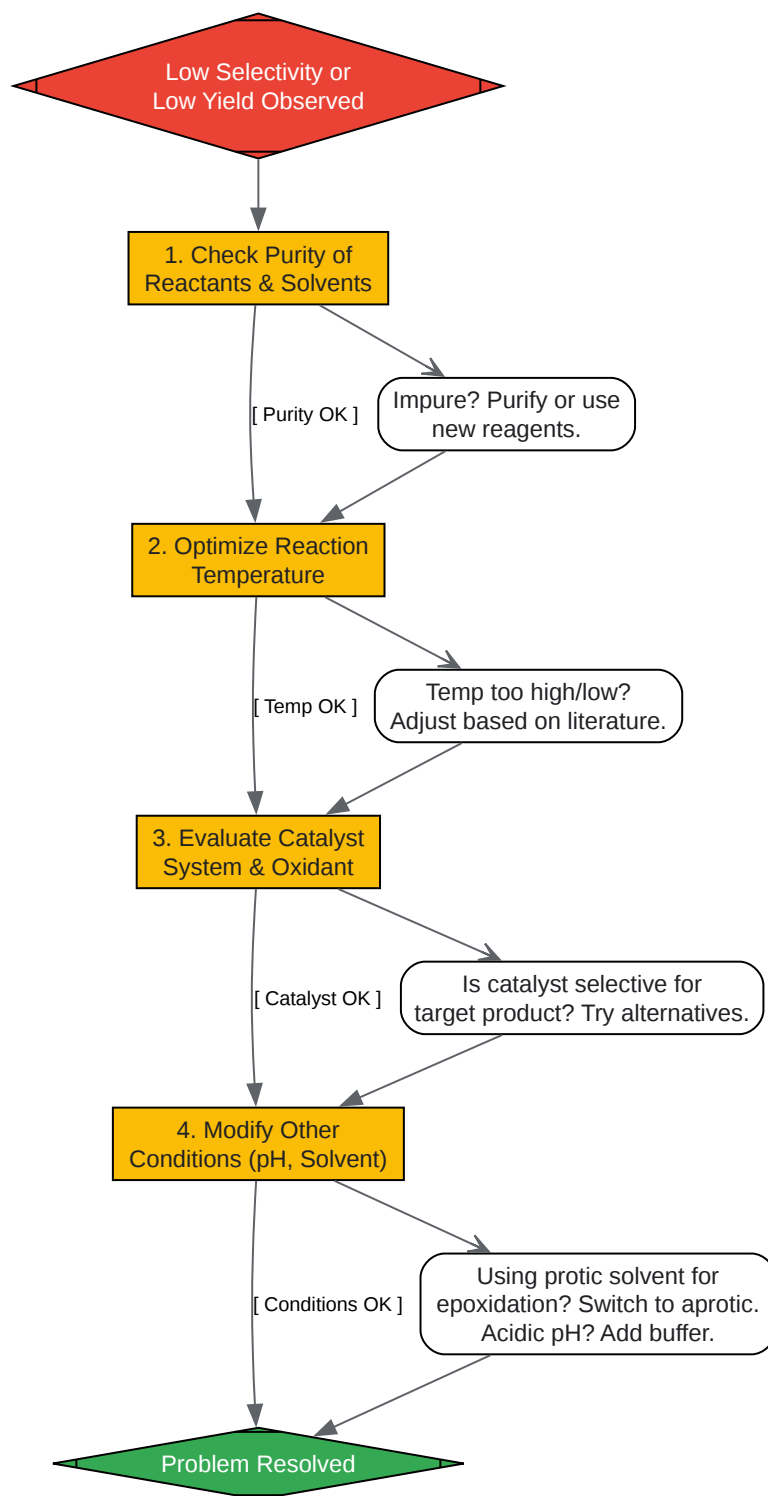 Low Selectivity or
Low Yield Observed
1. Check Purity of
Reactants & Solvents
[ Purity OK ]
Impure? Purify or use
new reagents.
2. Optimize Reaction
Temperature
[ Temp OK ]
Temp too high/low?
Adjust based on literature.
3. Evaluate Catalyst
System & Oxidant
[ Catalyst OK ]
Is catalyst selective for
target product? Try alternatives.
4. Modify Other
Conditions (pH, Solvent)
[ Conditions OK ]
Using protic solvent for
epoxidation? Switch to aprotic.
Acidic pH? Add buffer.
Problem Resolved